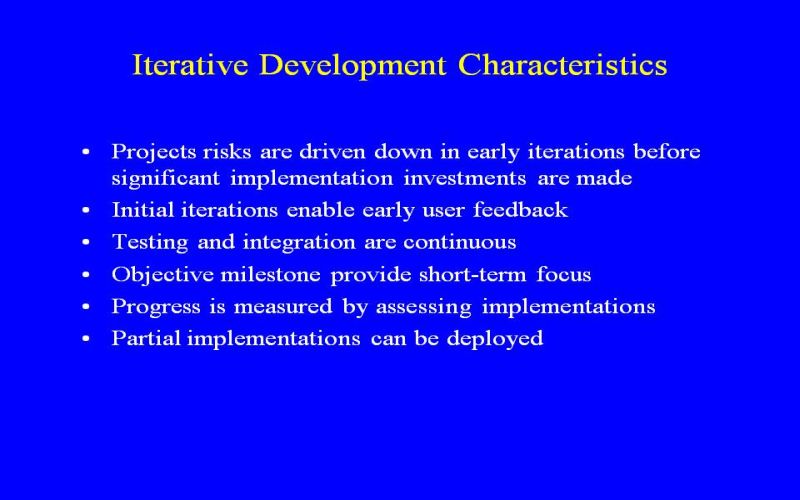 Iterative Development Characteristics
• Projects risks are driven down in early iterations before
significant implementation investments are made
• Initial iterations enable early user feedback
• Testing and integration are continuous
• Objective milestone provide short-term focus
• Progress is measured by assessing implementations
• Partial implementations can be deployed